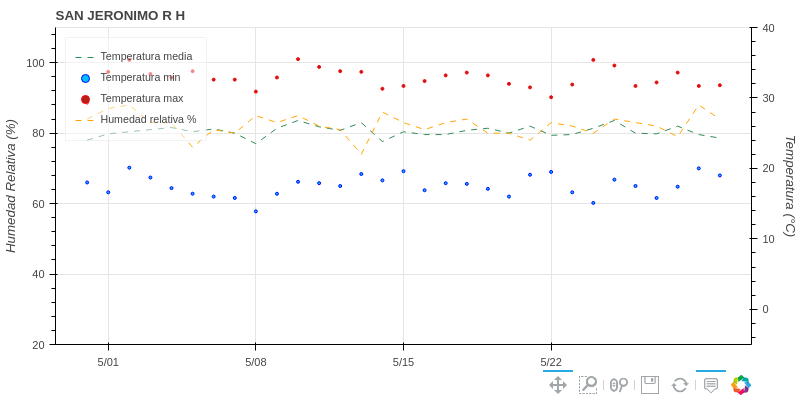 SAN JERONIMO R H
Temperatura media
Temperatura min
Temperatura max
Humedad relativa %
Humedad Relativa (%)
100
80
60
40
20
Temperatura (°C)
40
30
20
10
0
5/01
5/08
5/15
5/22